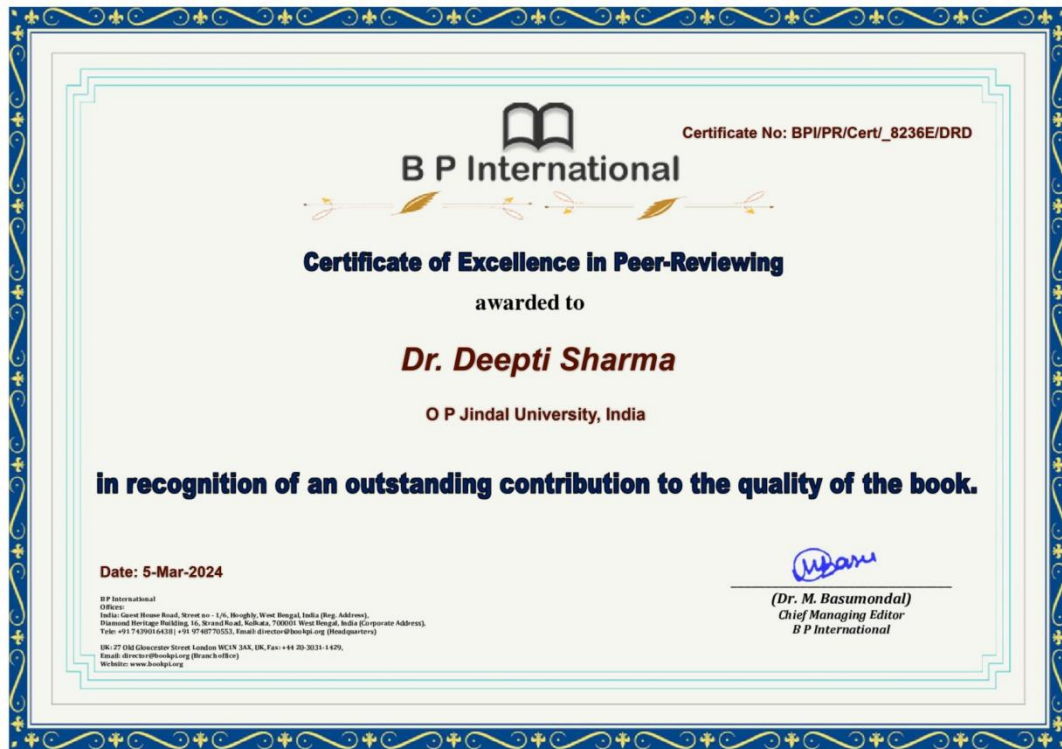 Certificate No: BPI/PR/Cert/_8236E/DRD
B P International
Certificate of Excellence in Peer-Reviewing
awarded to
Dr. Deepti Sharma
O P Jindal University, India
in recognition of an outstanding contribution to the quality of the book.
Date: 5-Mar-2024
B P International
Offices:
India: Guest House Road, Street no - 1/6, Hooghly, West Bengal, India (Reg. Address),
Diamond Heritage Building, 16, Strand Road, Kolkata, 700001 West Bengal, India (Corporate Address),
Tele: +91 7439016438 | +91 9748770553, Email: director@bookpi.org (Headquarters)
UK: 27 Old Gloucester Street London WC1N 3AX, UK, Fax: +44 20-3031-1429,
Email: director@bookpi.org (Branch office)
Website: www.bookpi.org
MBasu
(Dr. M. Basumondal)
Chief Managing Editor
B P International